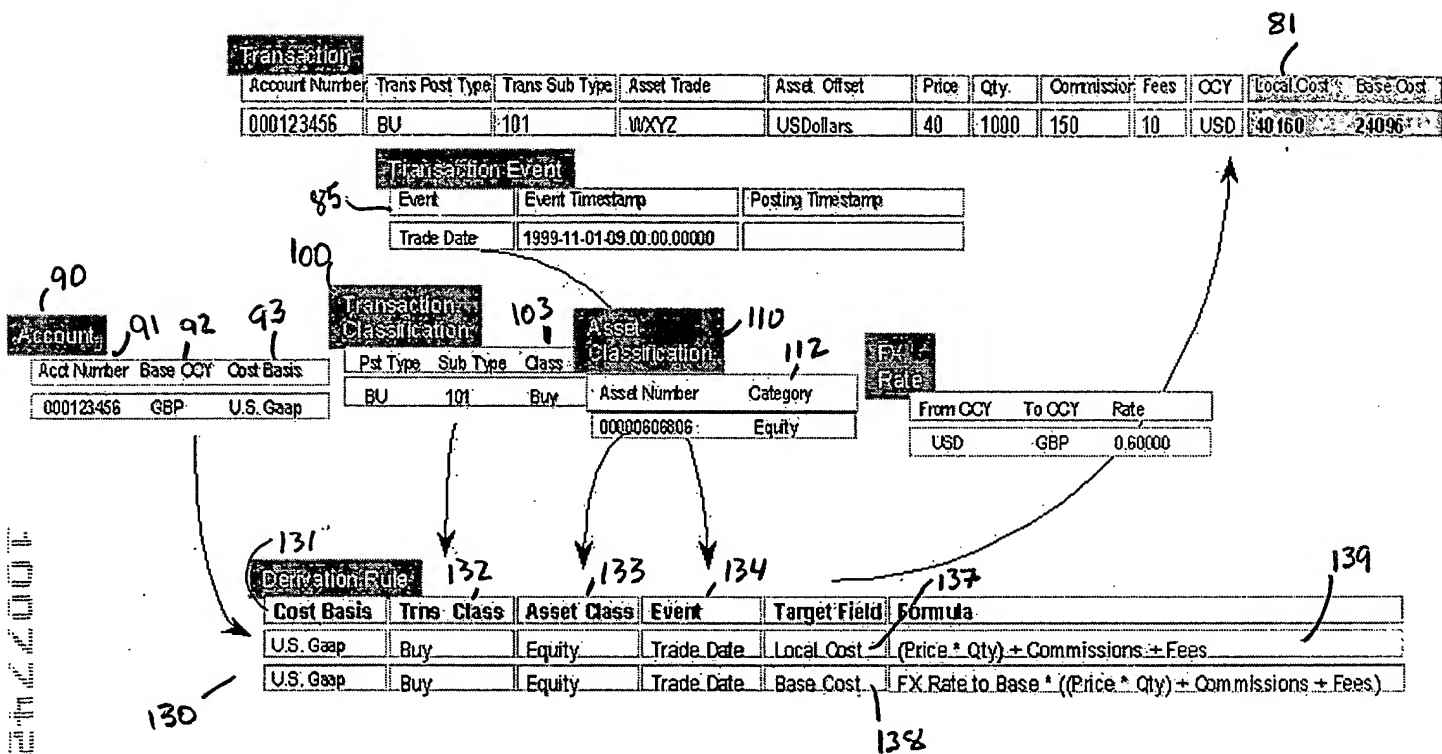 81
Transaction
Account Number Trans Post Type Trans Sub Type Asset Trade Asset Offset Price Qty. Commission Fees CCY Local Cost Base Cost
000123456 BU 101 WXYZ USDollars 40 1000 150 10 USD 40160 24096
Transaction Event
85
Event Event Timestamp Posting Timestamp
Trade Date 1999-11-01-09.00.00.00000
90
Account
91 92 93
Acct Number Base CCY Cost Basis
000123456 GBP U.S. Gaap
100
Transaction
Classification
103
Pst Type Sub Type Class
BU 101 Buy
Asset
Classification
110
112
Asset Number Category
00000606806 Equity
FX
Rate
From CCY To CCY Rate
USD GBP 0.60000
131
Derivation Rule
132 133 134 137 139
Cost Basis Trns Class Asset Class Event Target Field Formula
U.S. Gaap Buy Equity Trade Date Local Cost (Price * Qty) + Commissions + Fees
U.S. Gaap Buy Equity Trade Date Base Cost FX Rate to Base * ((Price * Qty) + Commissions + Fees)
130
138